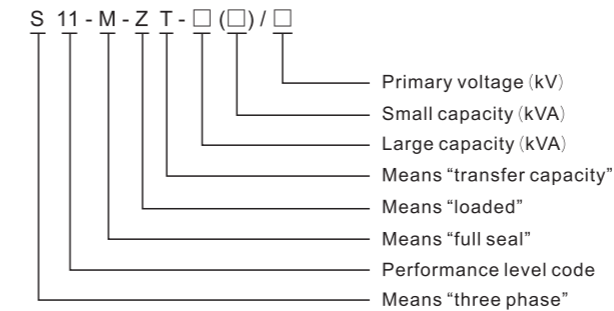 S 11 - M - Z T - □ (□) / □
Primary voltage (kV)
Small capacity (kVA)
Large capacity (kVA)
Means “transfer capacity”
Means “loaded”
Means “full seal”
Performance level code
Means “three phase”